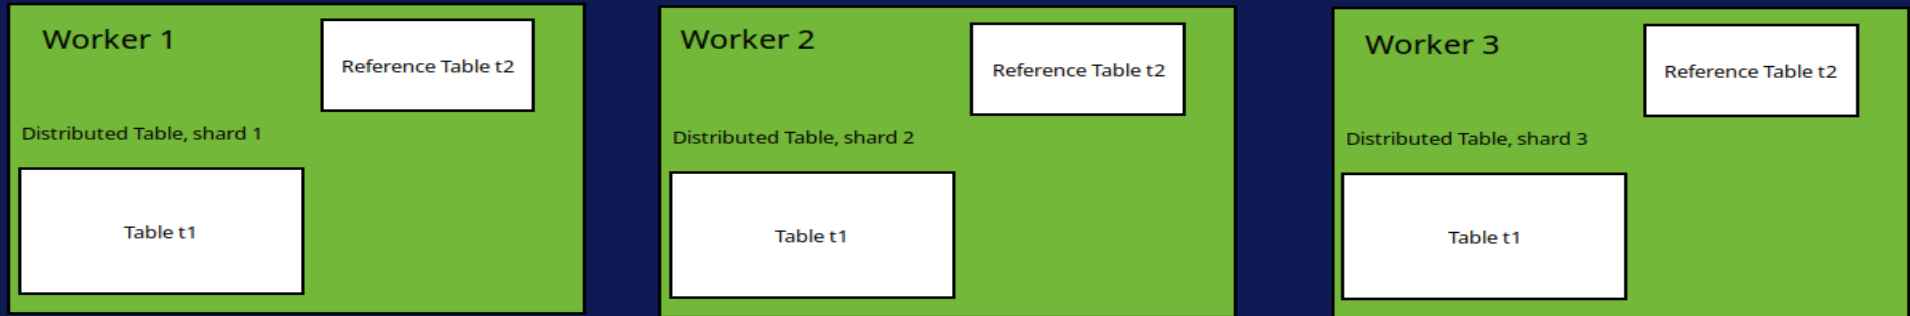 Worker 1
Reference Table t2
Distributed Table, shard 1
Table t1
Worker 2
Reference Table t2
Distributed Table, shard 2
Table t1
Worker 3
Reference Table t2
Distributed Table, shard 3
Table t1